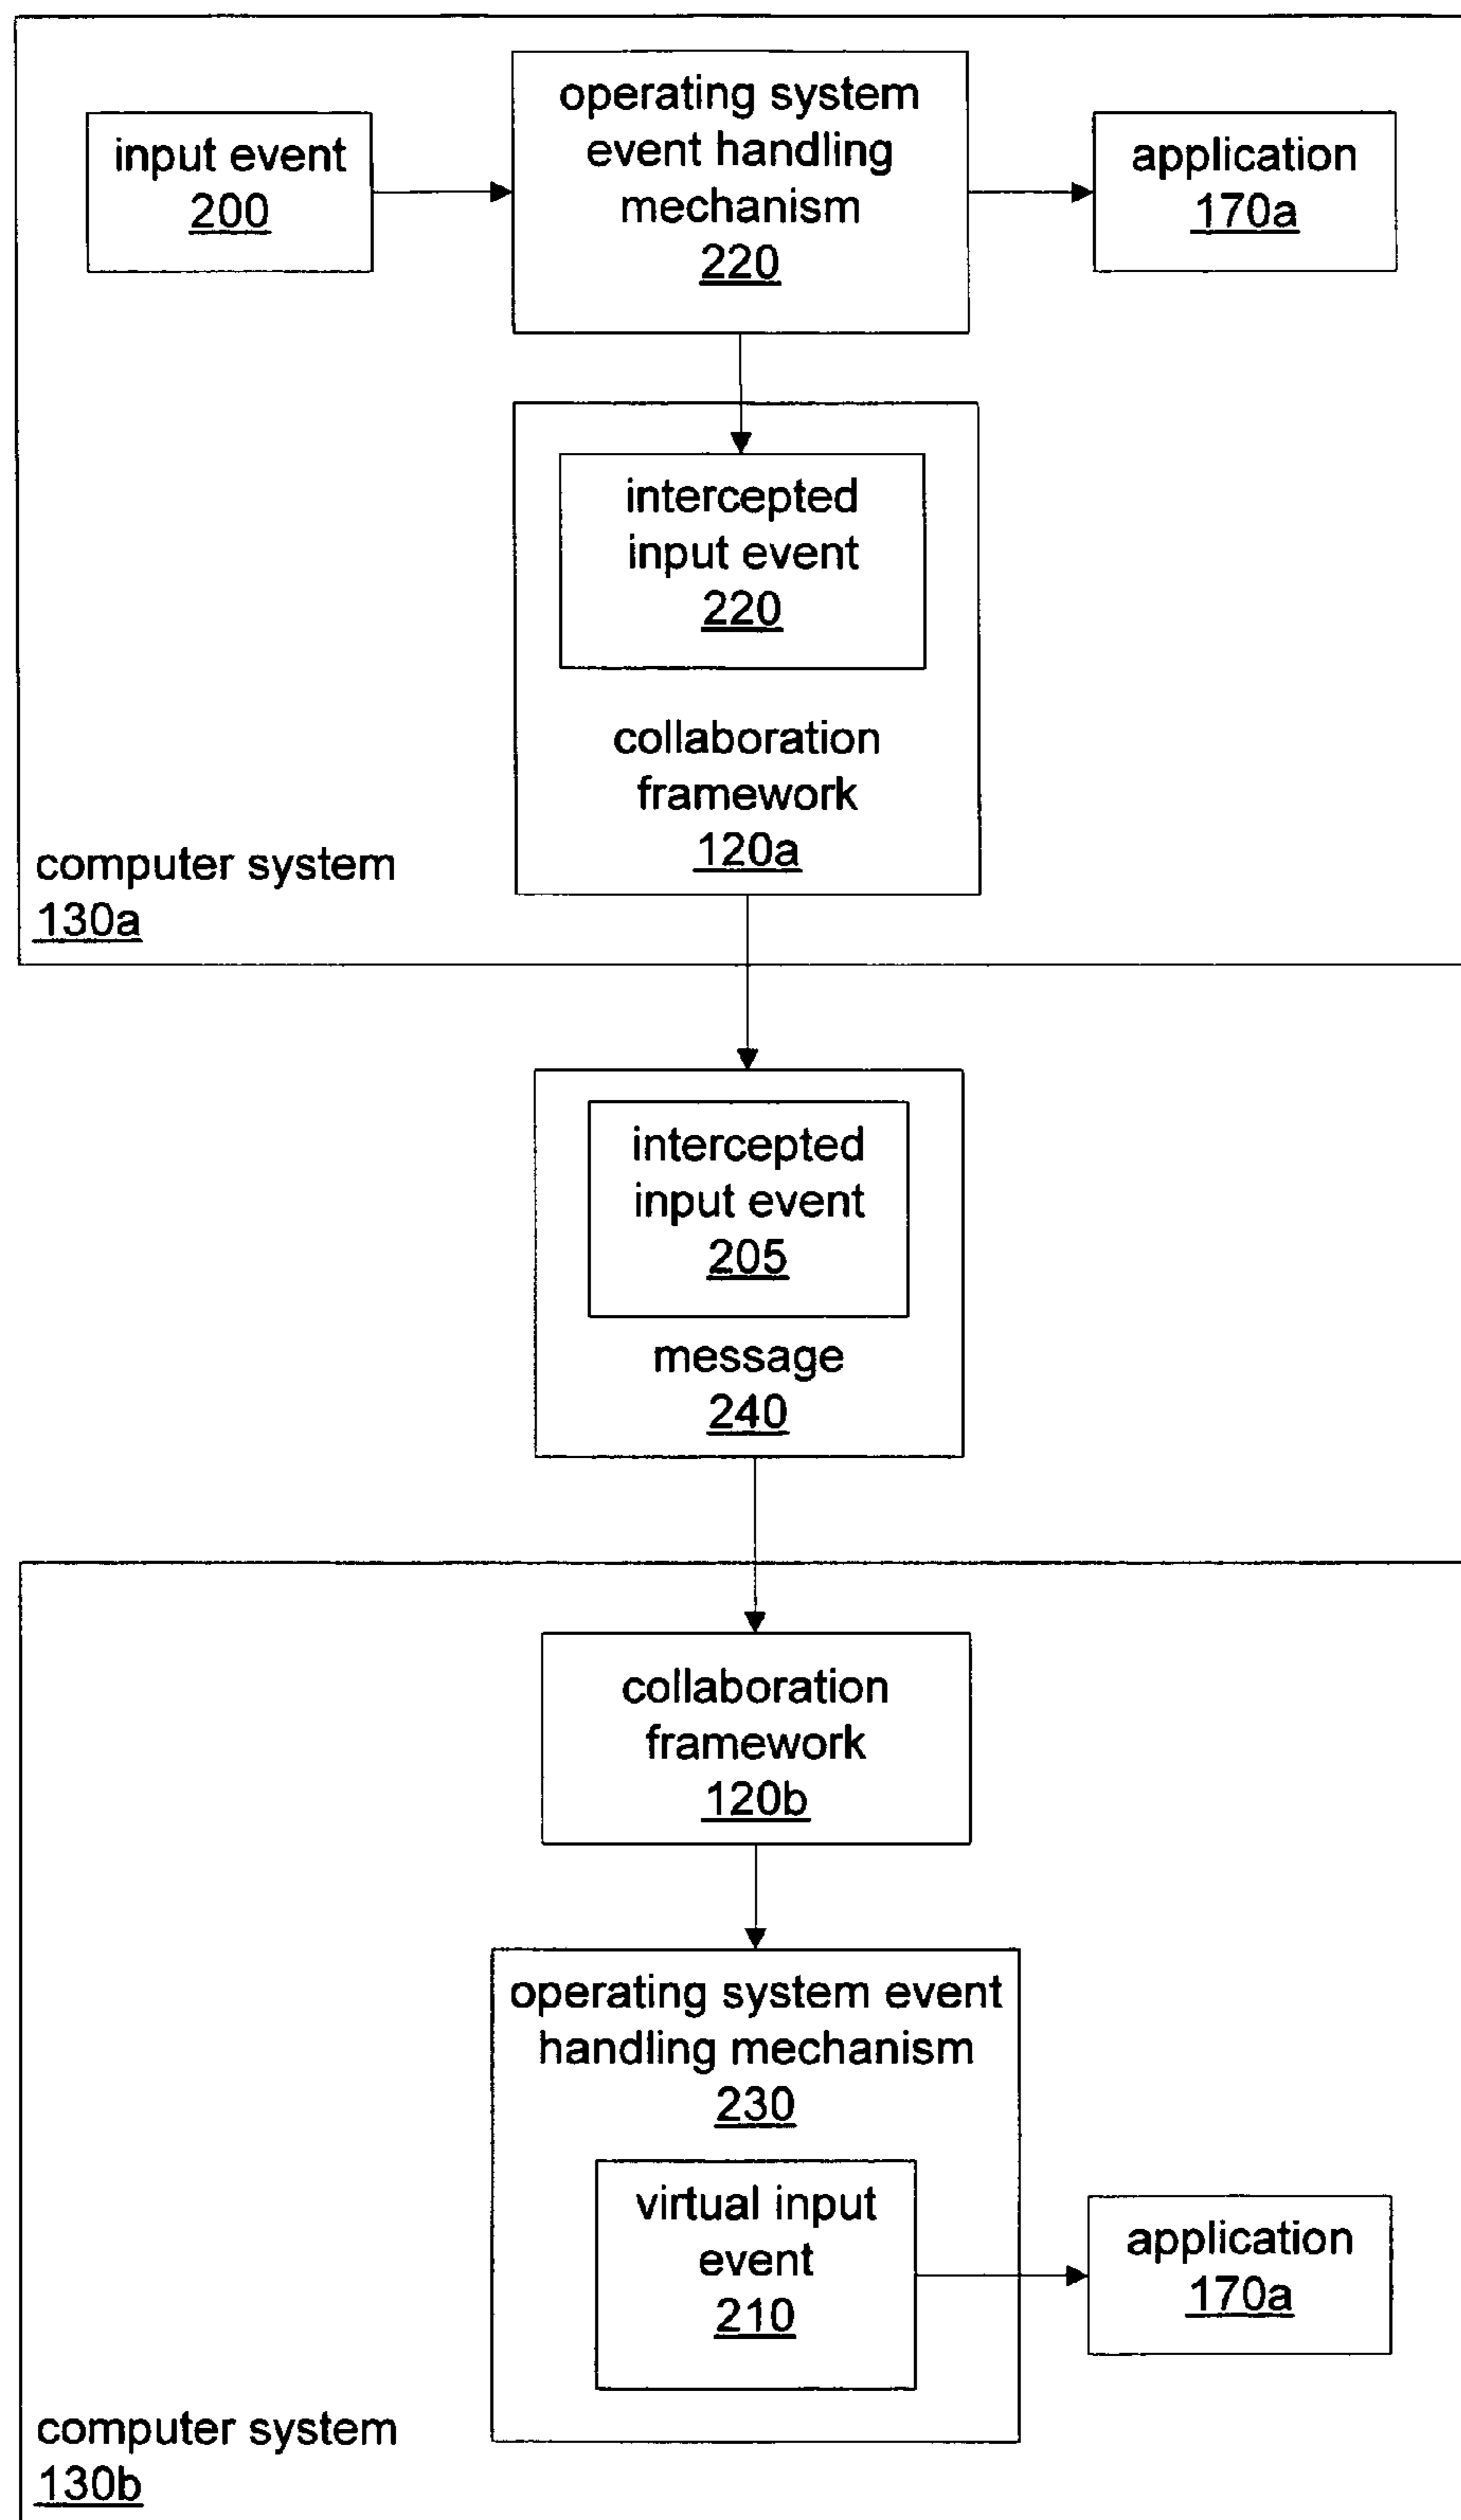 input event
200
operating system
event handling
mechanism
220
application
170a
intercepted
input event
220
collaboration
framework
120a
computer system
130a
intercepted
input event
205
message
240
collaboration
framework
120b
operating system event
handling mechanism
230
virtual input
event
210
application
170a
computer system
130b